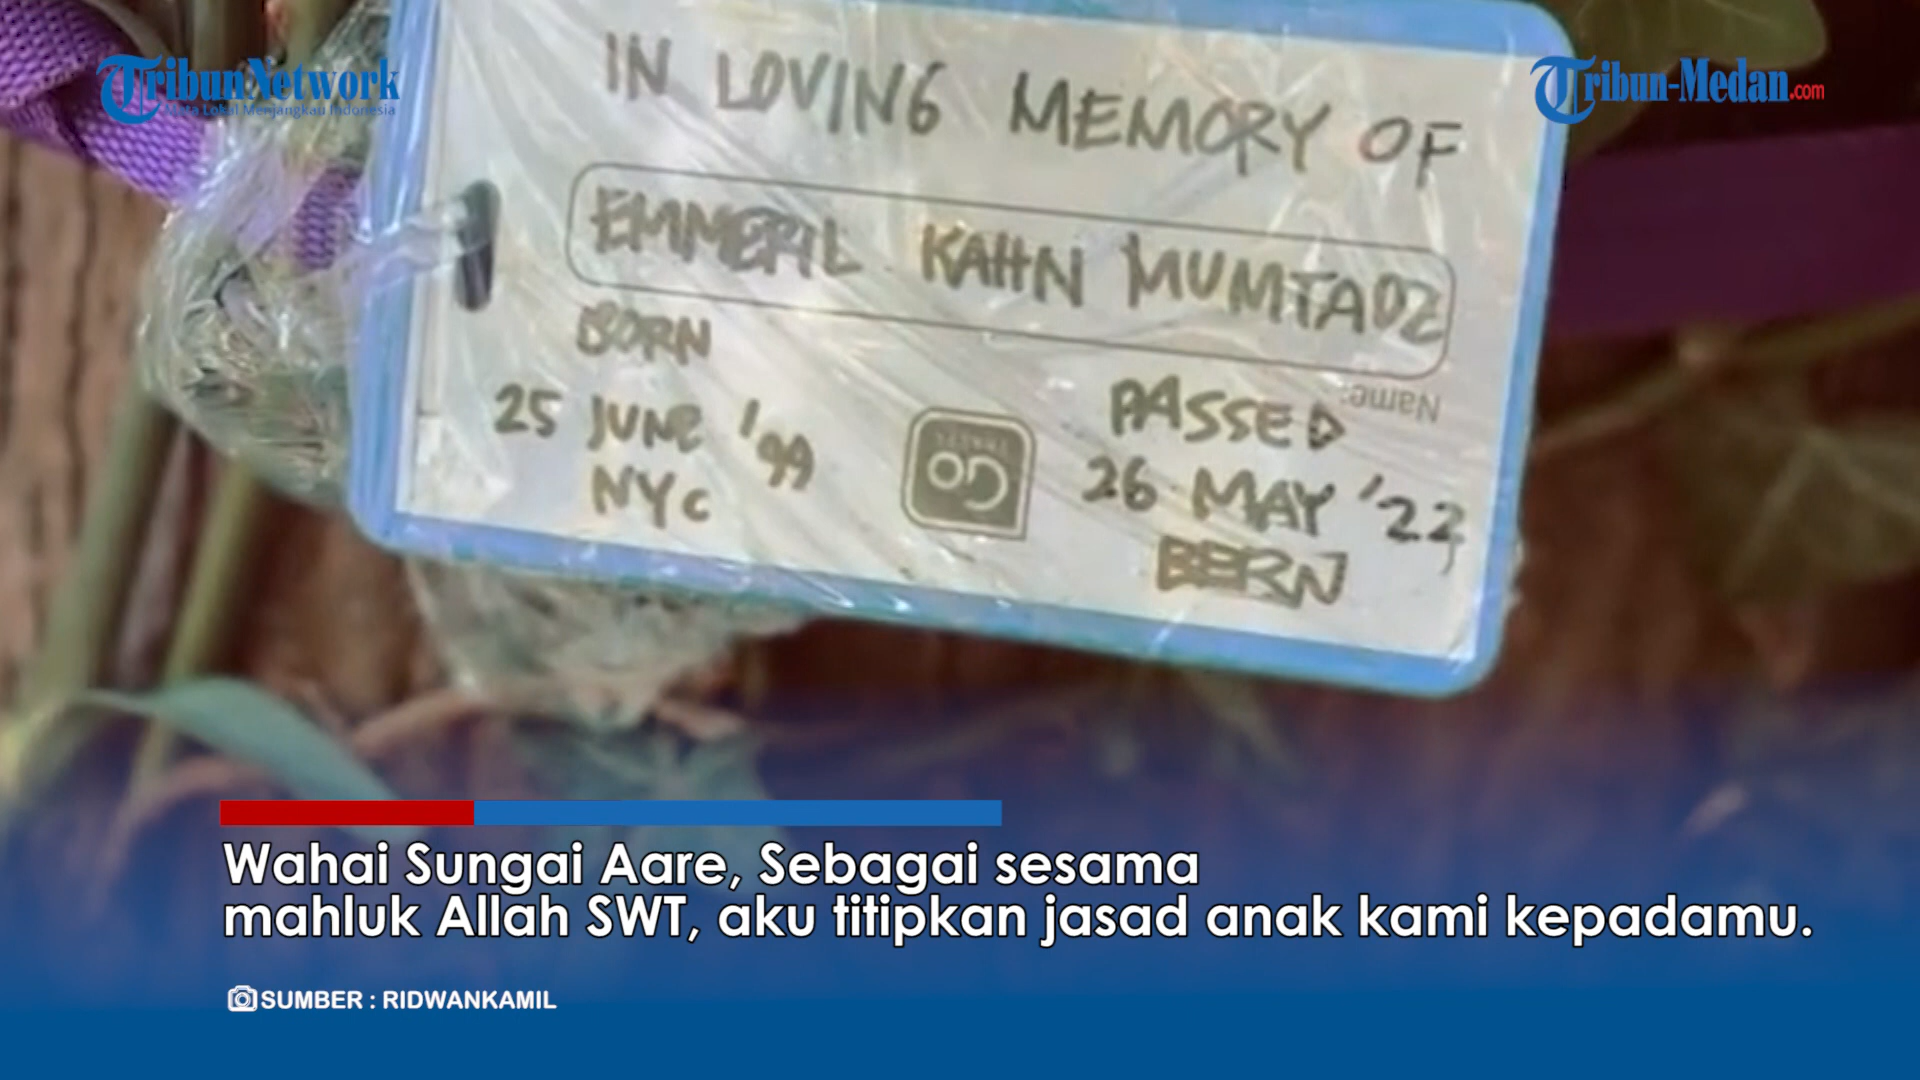 TribunNetwork
Mata Lokal Menjangkau Indonesia
Tribun-Medan.com
IN LOVING MEMORY OF
EMMERIL KAHN MUMTADZ
Name:
BORN
25 JUNE '99
NYC
GO
TRAVEL
PASSED
26 MAY '22
BERN
Wahai Sungai Aare, Sebagai sesama
mahluk Allah SWT, aku titipkan jasad anak kami kepadamu.
SUMBER : RIDWANKAMIL